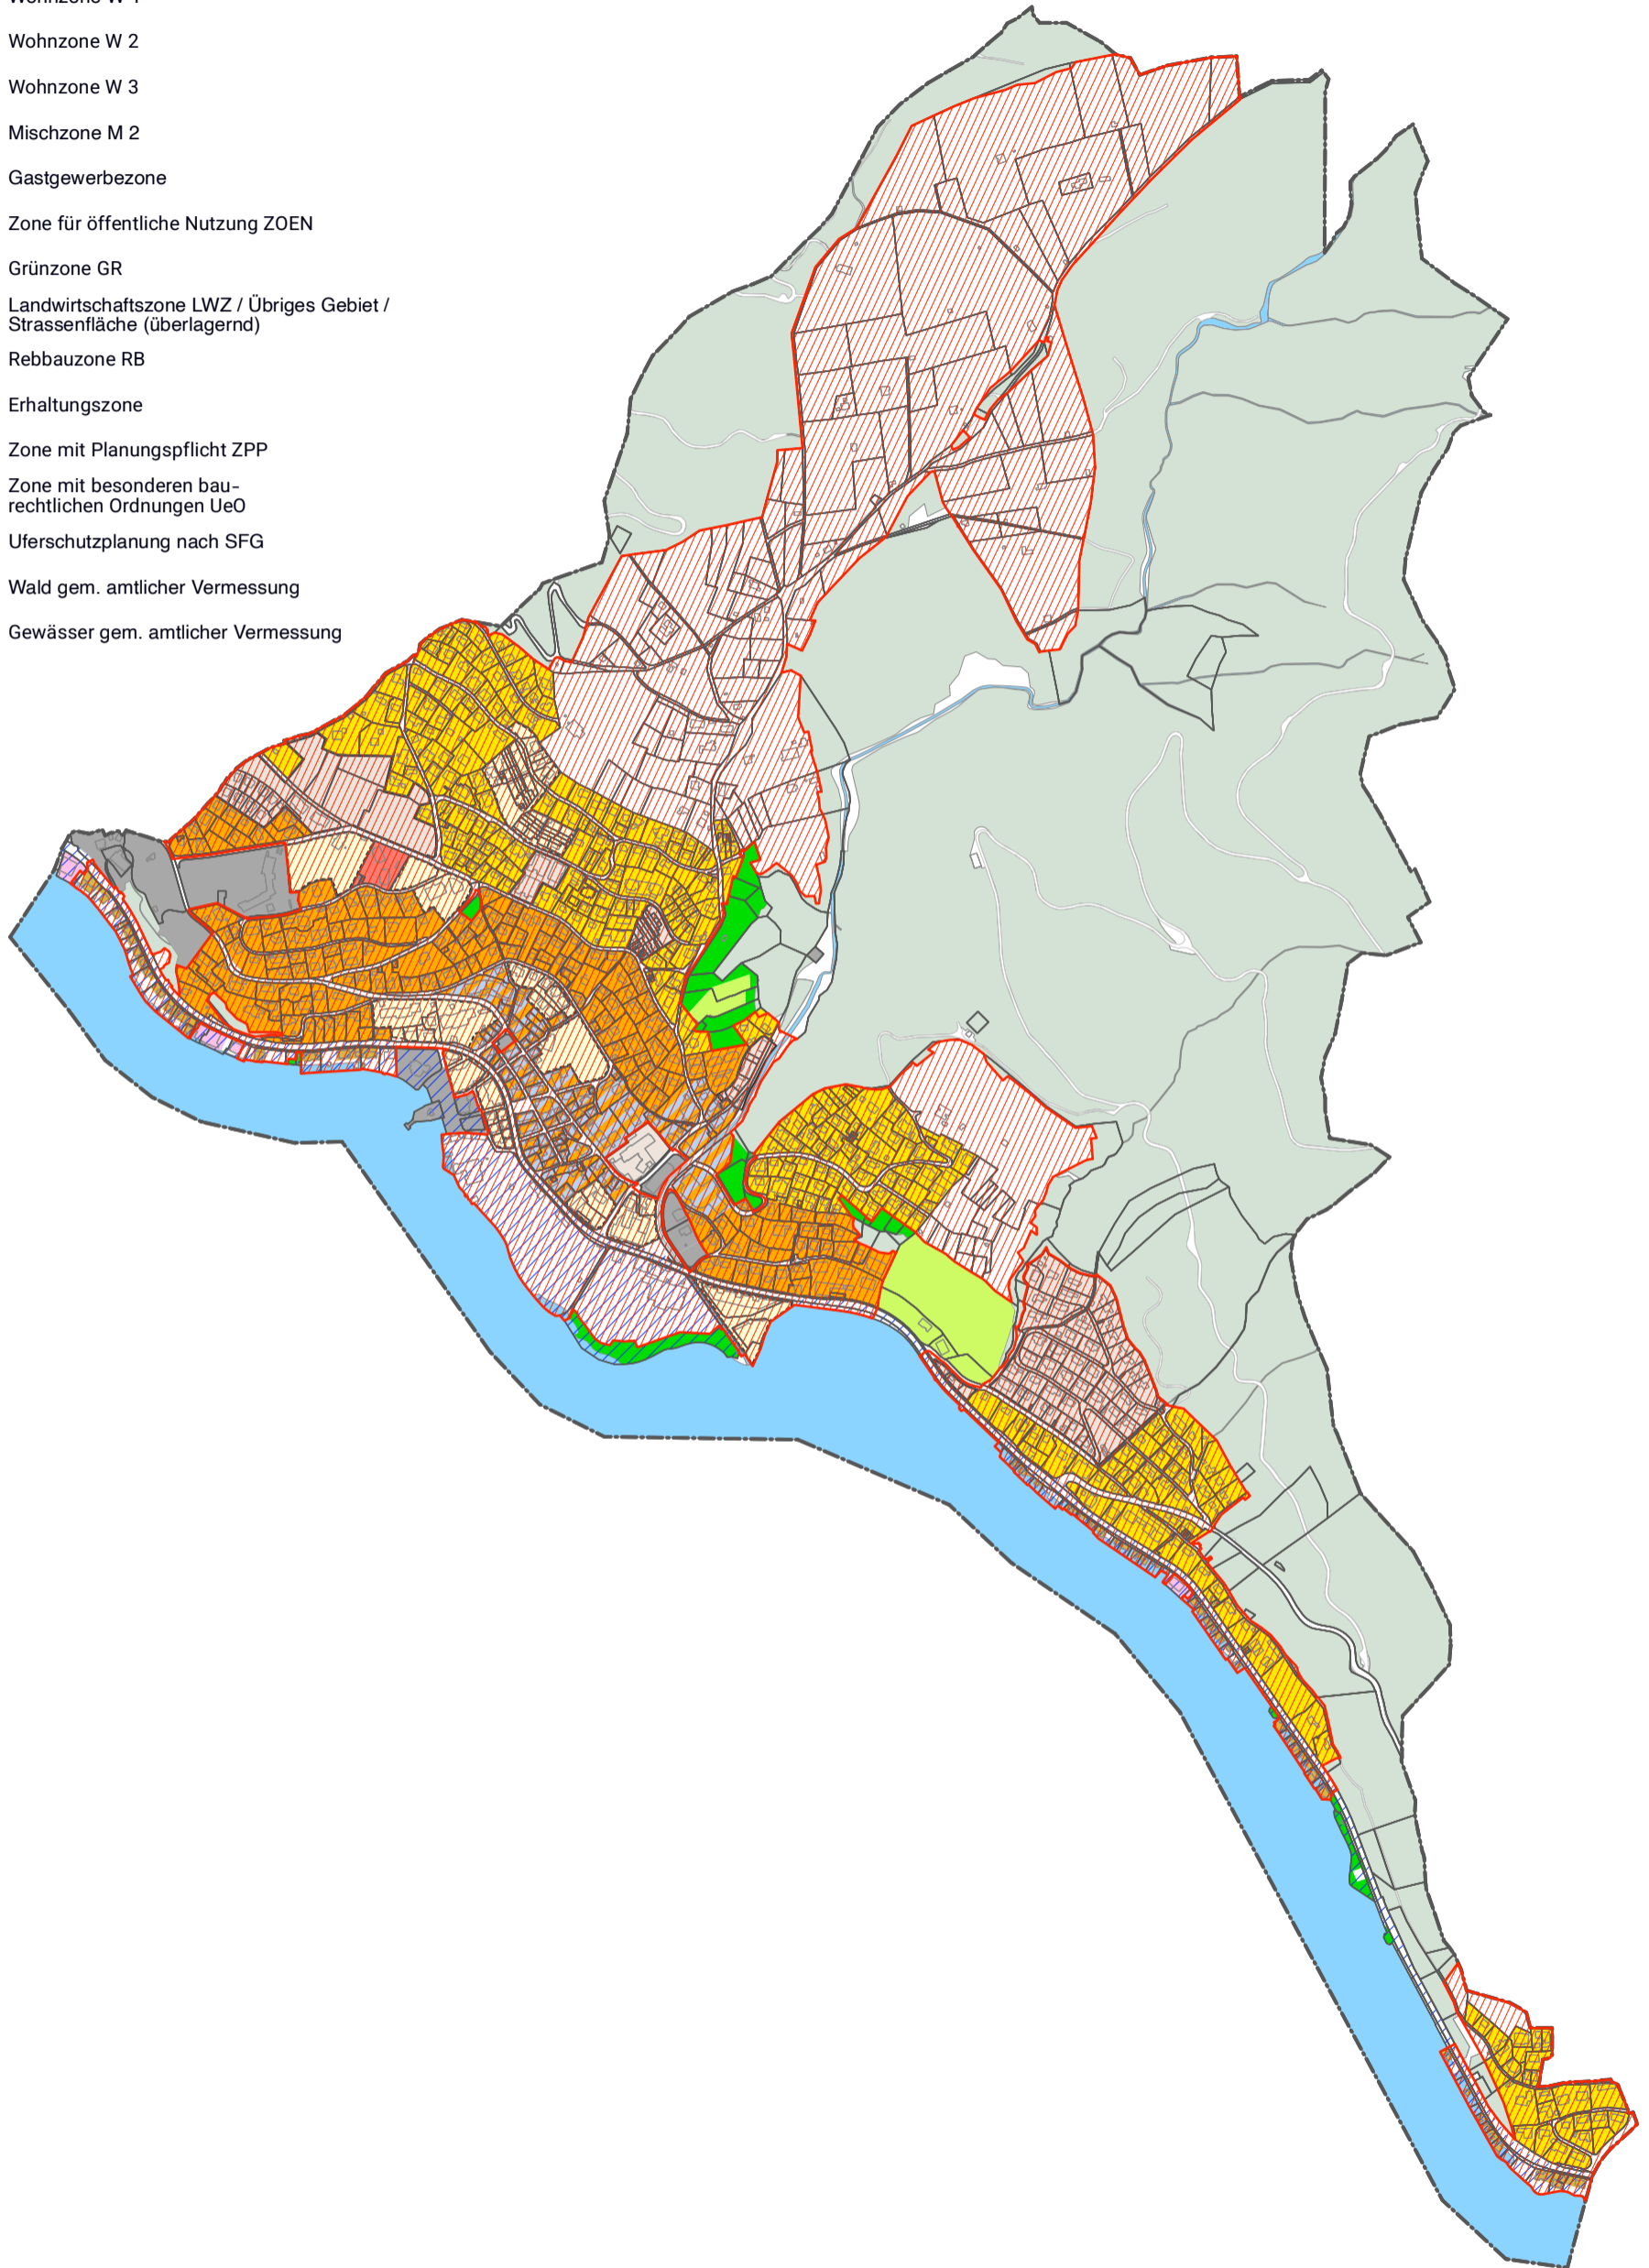 Wohnzone W 2
Wohnzone W 3
Mischzone M 2
Gastgewerbezone
Zone für öffentliche Nutzung ZOEN
Grünzone GR
Landwirtschaftszone LWZ / Übriges Gebiet /
Strassenfläche (überlagernd)
Rebbauzone RB
Erhaltungszone
Zone mit Planungspflicht ZPP
Zone mit besonderen bau-
rechtlichen Ordnungen UeO
Uferschutzplanung nach SFG
Wald gem. amtlicher Vermessung
Gewässer gem. amtlicher Vermessung